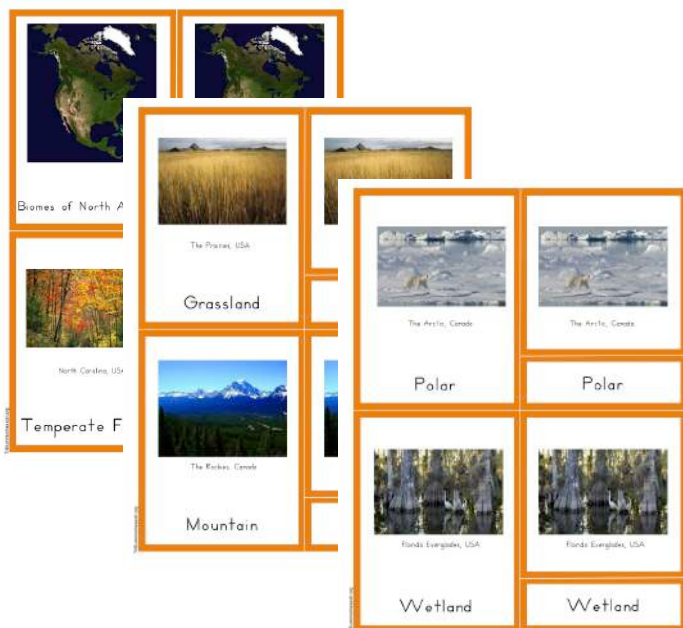 Biomes of North A
North Carolina, USA
Temperate F
The Prairies, USA
Grassland
The Rockies, Canada
Mountain
The Arctic, Canada
The Arctic, Canada
Polar
Polar
Florida Everglades, USA
Florida Everglades, USA
Wetland
Wetland